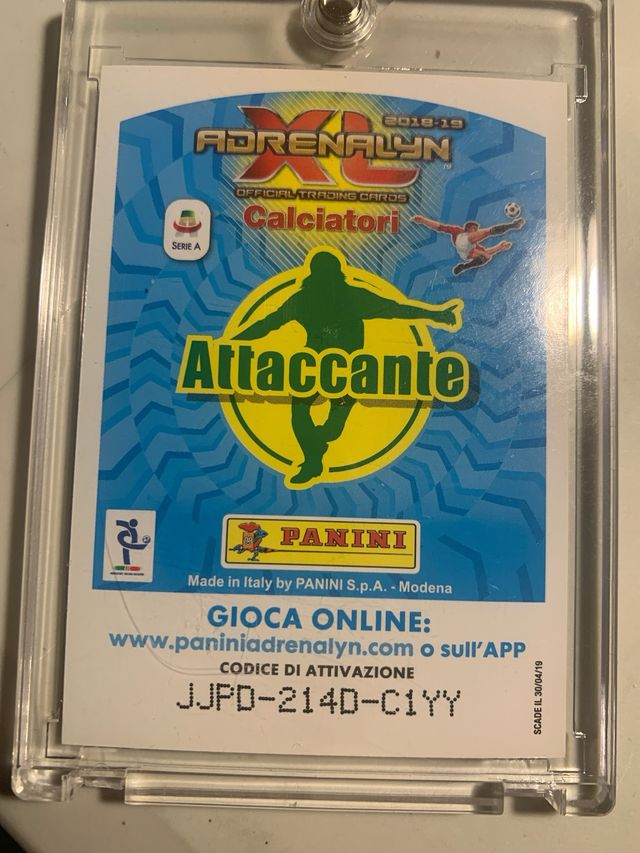 2018-19
ADRENALYN
XL
™
OFFICIAL TRADING CARDS
Calciatori
SERIE A
Attaccante
PANINI
Made in Italy by PANINI S.p.A. - Modena
GIOCA ONLINE:
www.paniniadrenalyn.com o sull'APP
CODICE DI ATTIVAZIONE
JJPD-214D-C1YY
SCADE IL 30/04/19